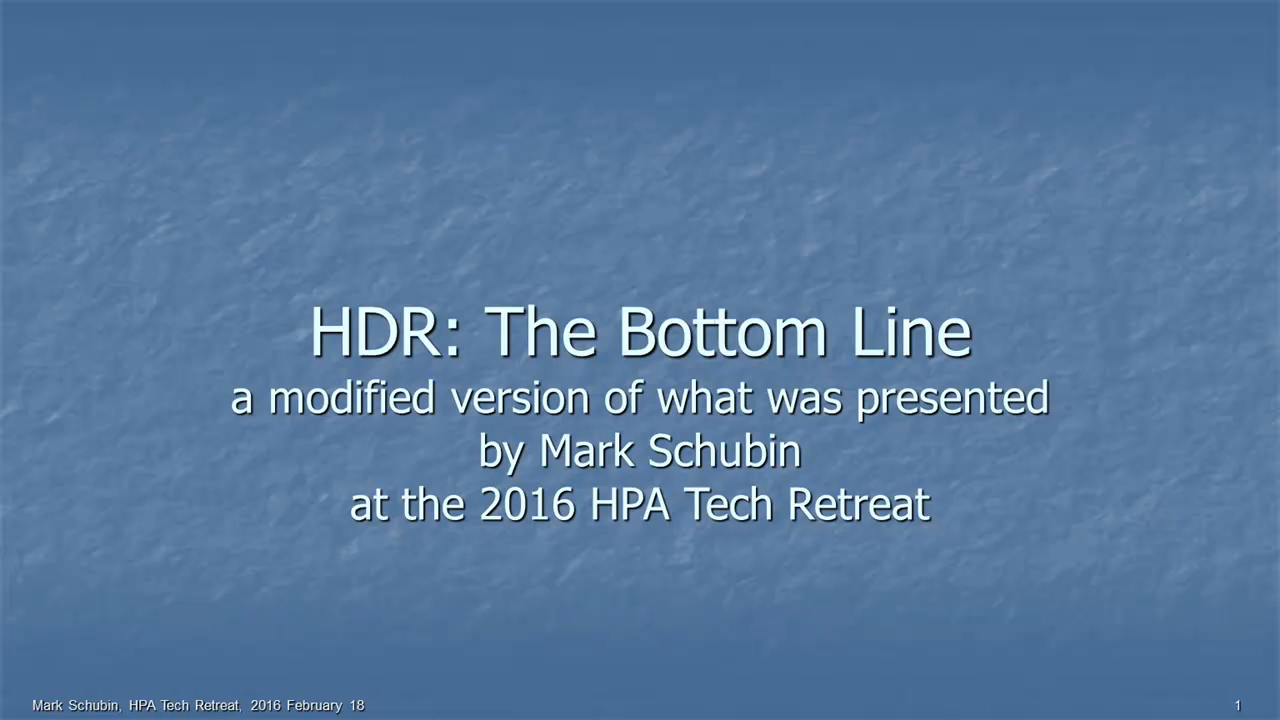 HDR: The Bottom Line
a modified version of what was presented
by Mark Schubin
at the 2016 HPA Tech Retreat
Mark Schubin, HPA Tech Retreat, 2016 February 18
1